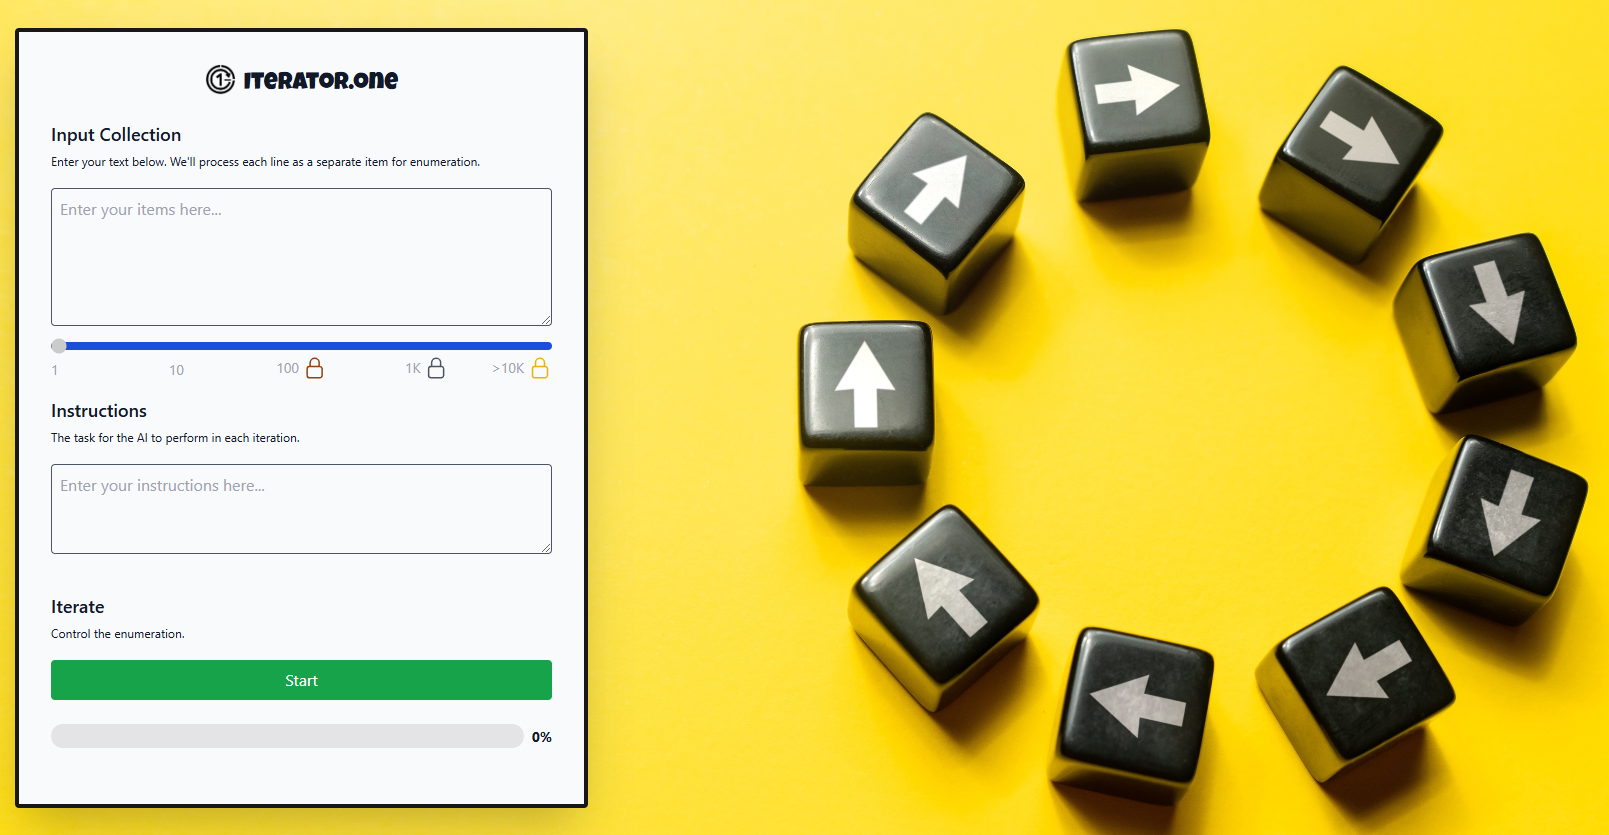 ITERATOR.ONE
Input Collection
Enter your text below. We'll process each line as a separate item for enumeration.
Enter your items here...
1 10 100 1K >10K
Instructions
The task for the AI to perform in each iteration.
Enter your instructions here...
Iterate
Control the enumeration.
Start
0%